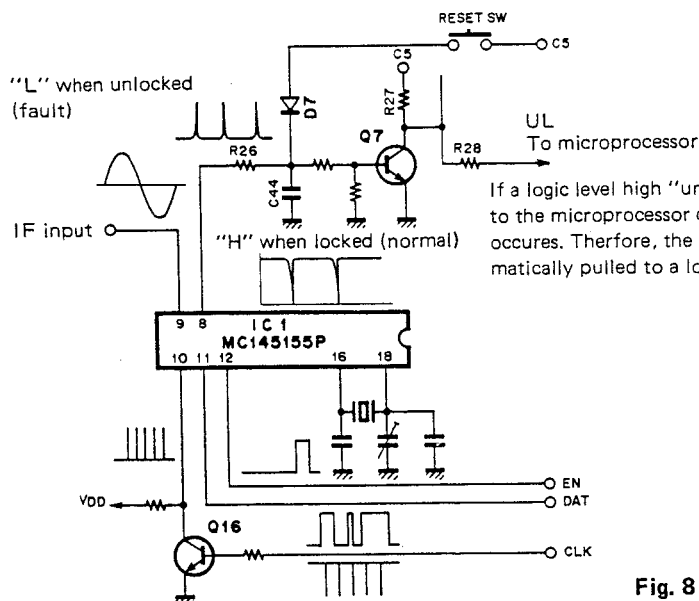 RESET SW
C5
C5
"L" when unlocked
(fault)
D7
R27
Q7
UL
To microprocessor
R26
R28
C44
If a logic level high "un
to the microprocessor
occures. Therfore, the
matically pulled to a lo
IF input
"H" when locked (normal)
9 8 IC1
MC145155P
10 11 12 16 18
VDD
EN
DAT
Q16
CLK
Fig. 8